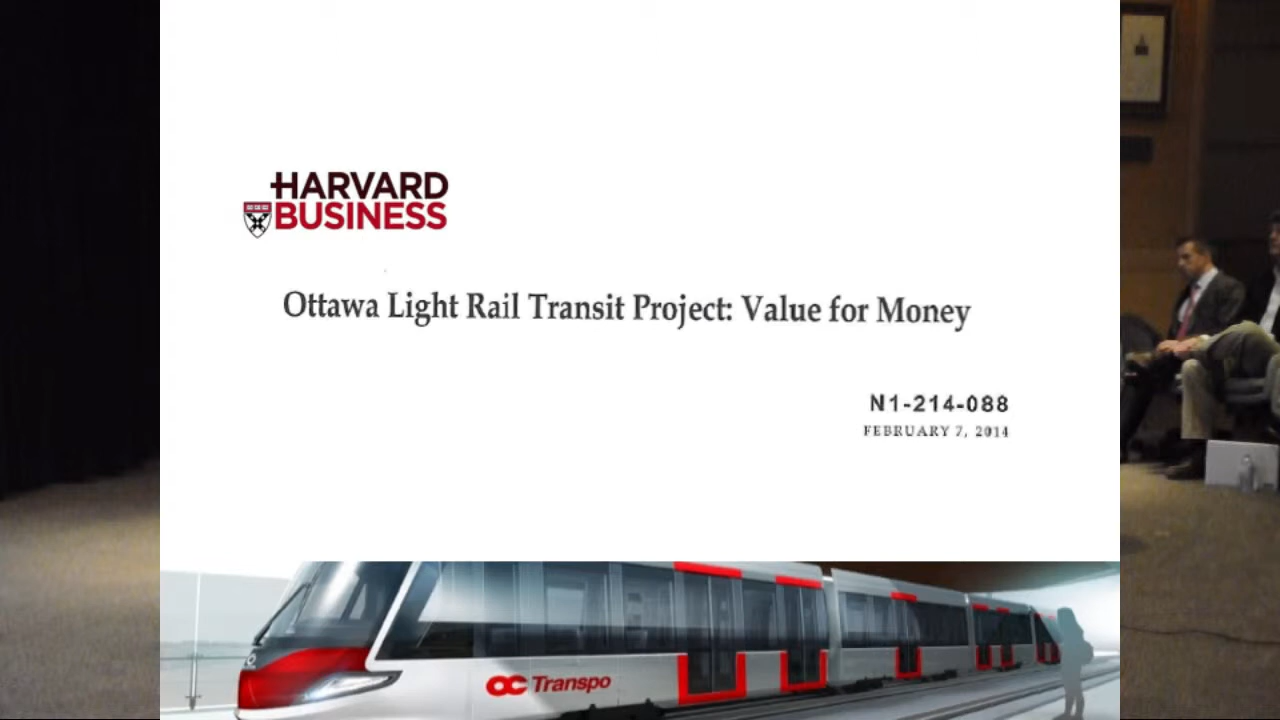 HARVARD
BUSINESS
Ottawa Light Rail Transit Project: Value for Money
N1-214-088
FEBRUARY 7, 2014
OC Transpo